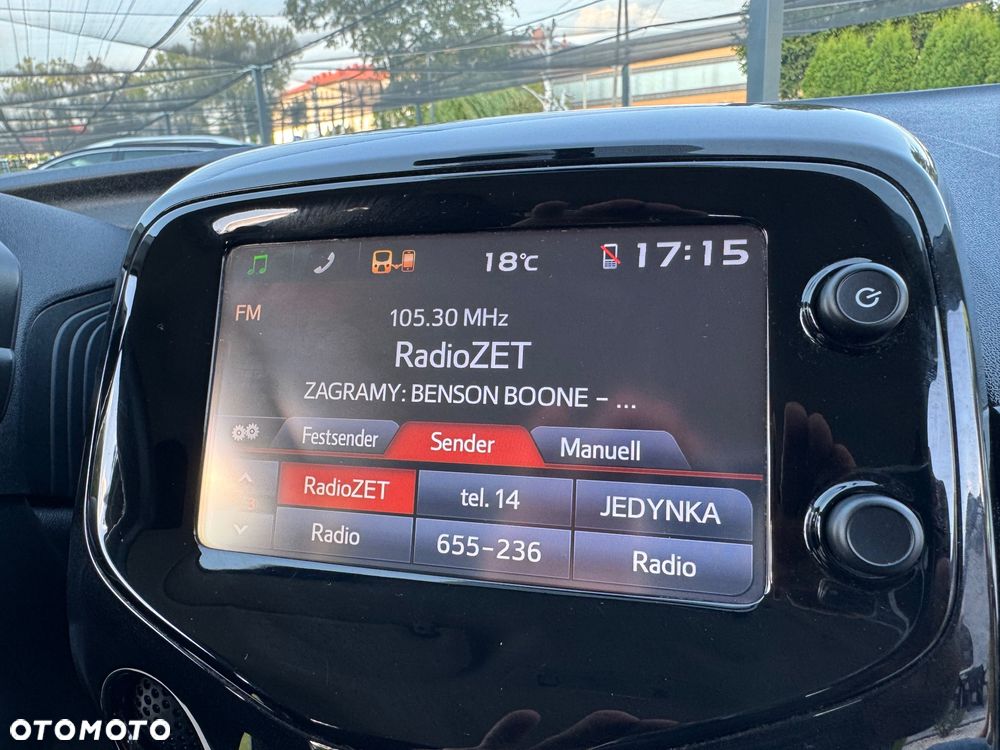 18°C
17:15
FM
105.30 MHz
RadioZET
ZAGRAMY: BENSON BOONE – ...
Festsender
Sender
Manuell
RadioZET
tel. 14
JEDYNKA
3
Radio
655-236
Radio
OTOMOTO